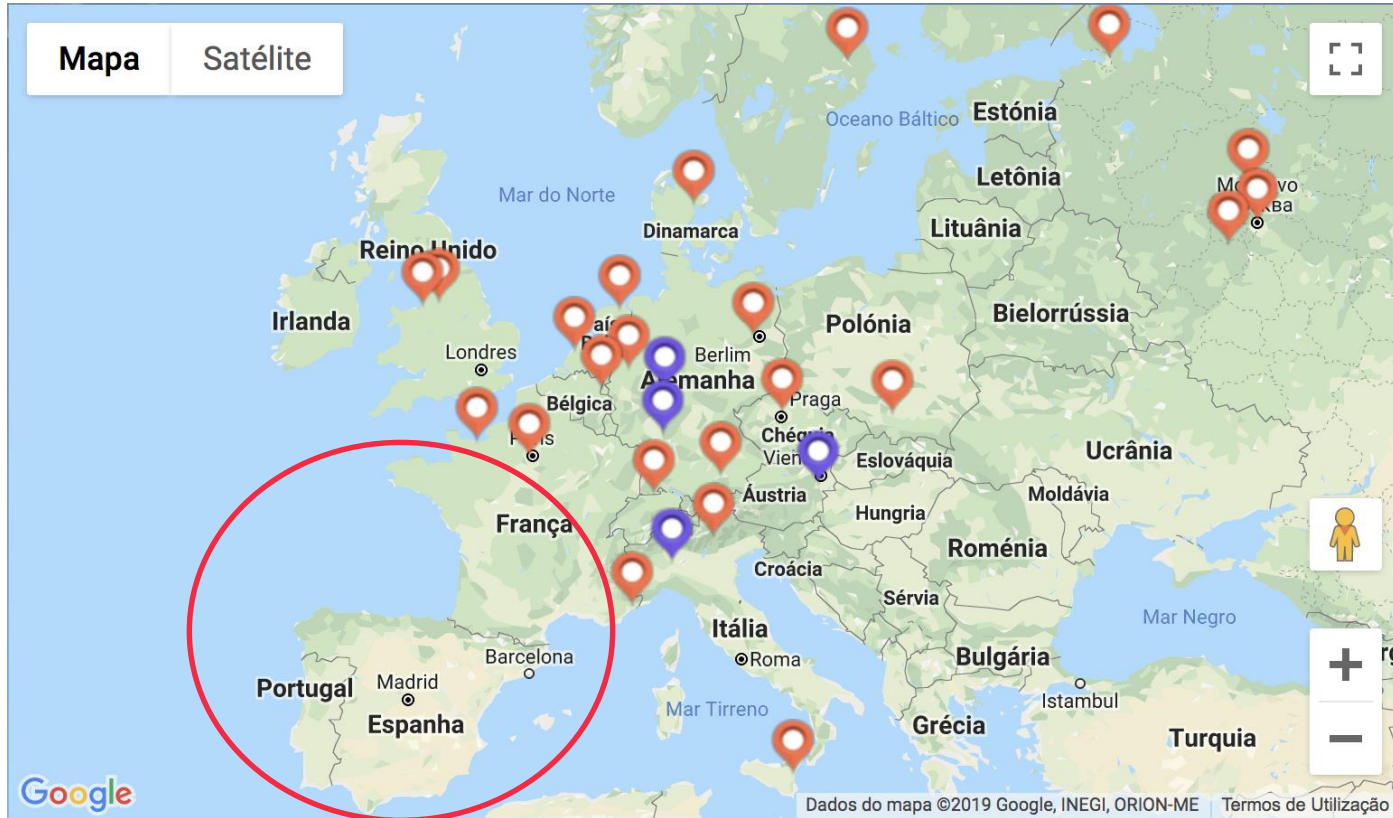 Mapa
Satélite
Oceano Báltico
Estónia
Letônia
Mar do Norte
Dinamarca
Lituânia
Reino Unido
Bielorrússia
Irlanda
Polónia
Londres
Berlim
Alemanha
Praga
Bélgica
Chéquia
Ucrânia
Eslováquia
Áustria
Moldávia
França
Hungria
Roménia
Croácia
Sérvia
Mar Negro
Itália
Barcelona
Roma
Bulgária
Portugal
Madrid
Istambul
Espanha
Mar Tirreno
Grécia
Turquia
Google
Dados do mapa ©2019 Google, INEGI, ORION-ME
Termos de Utilização